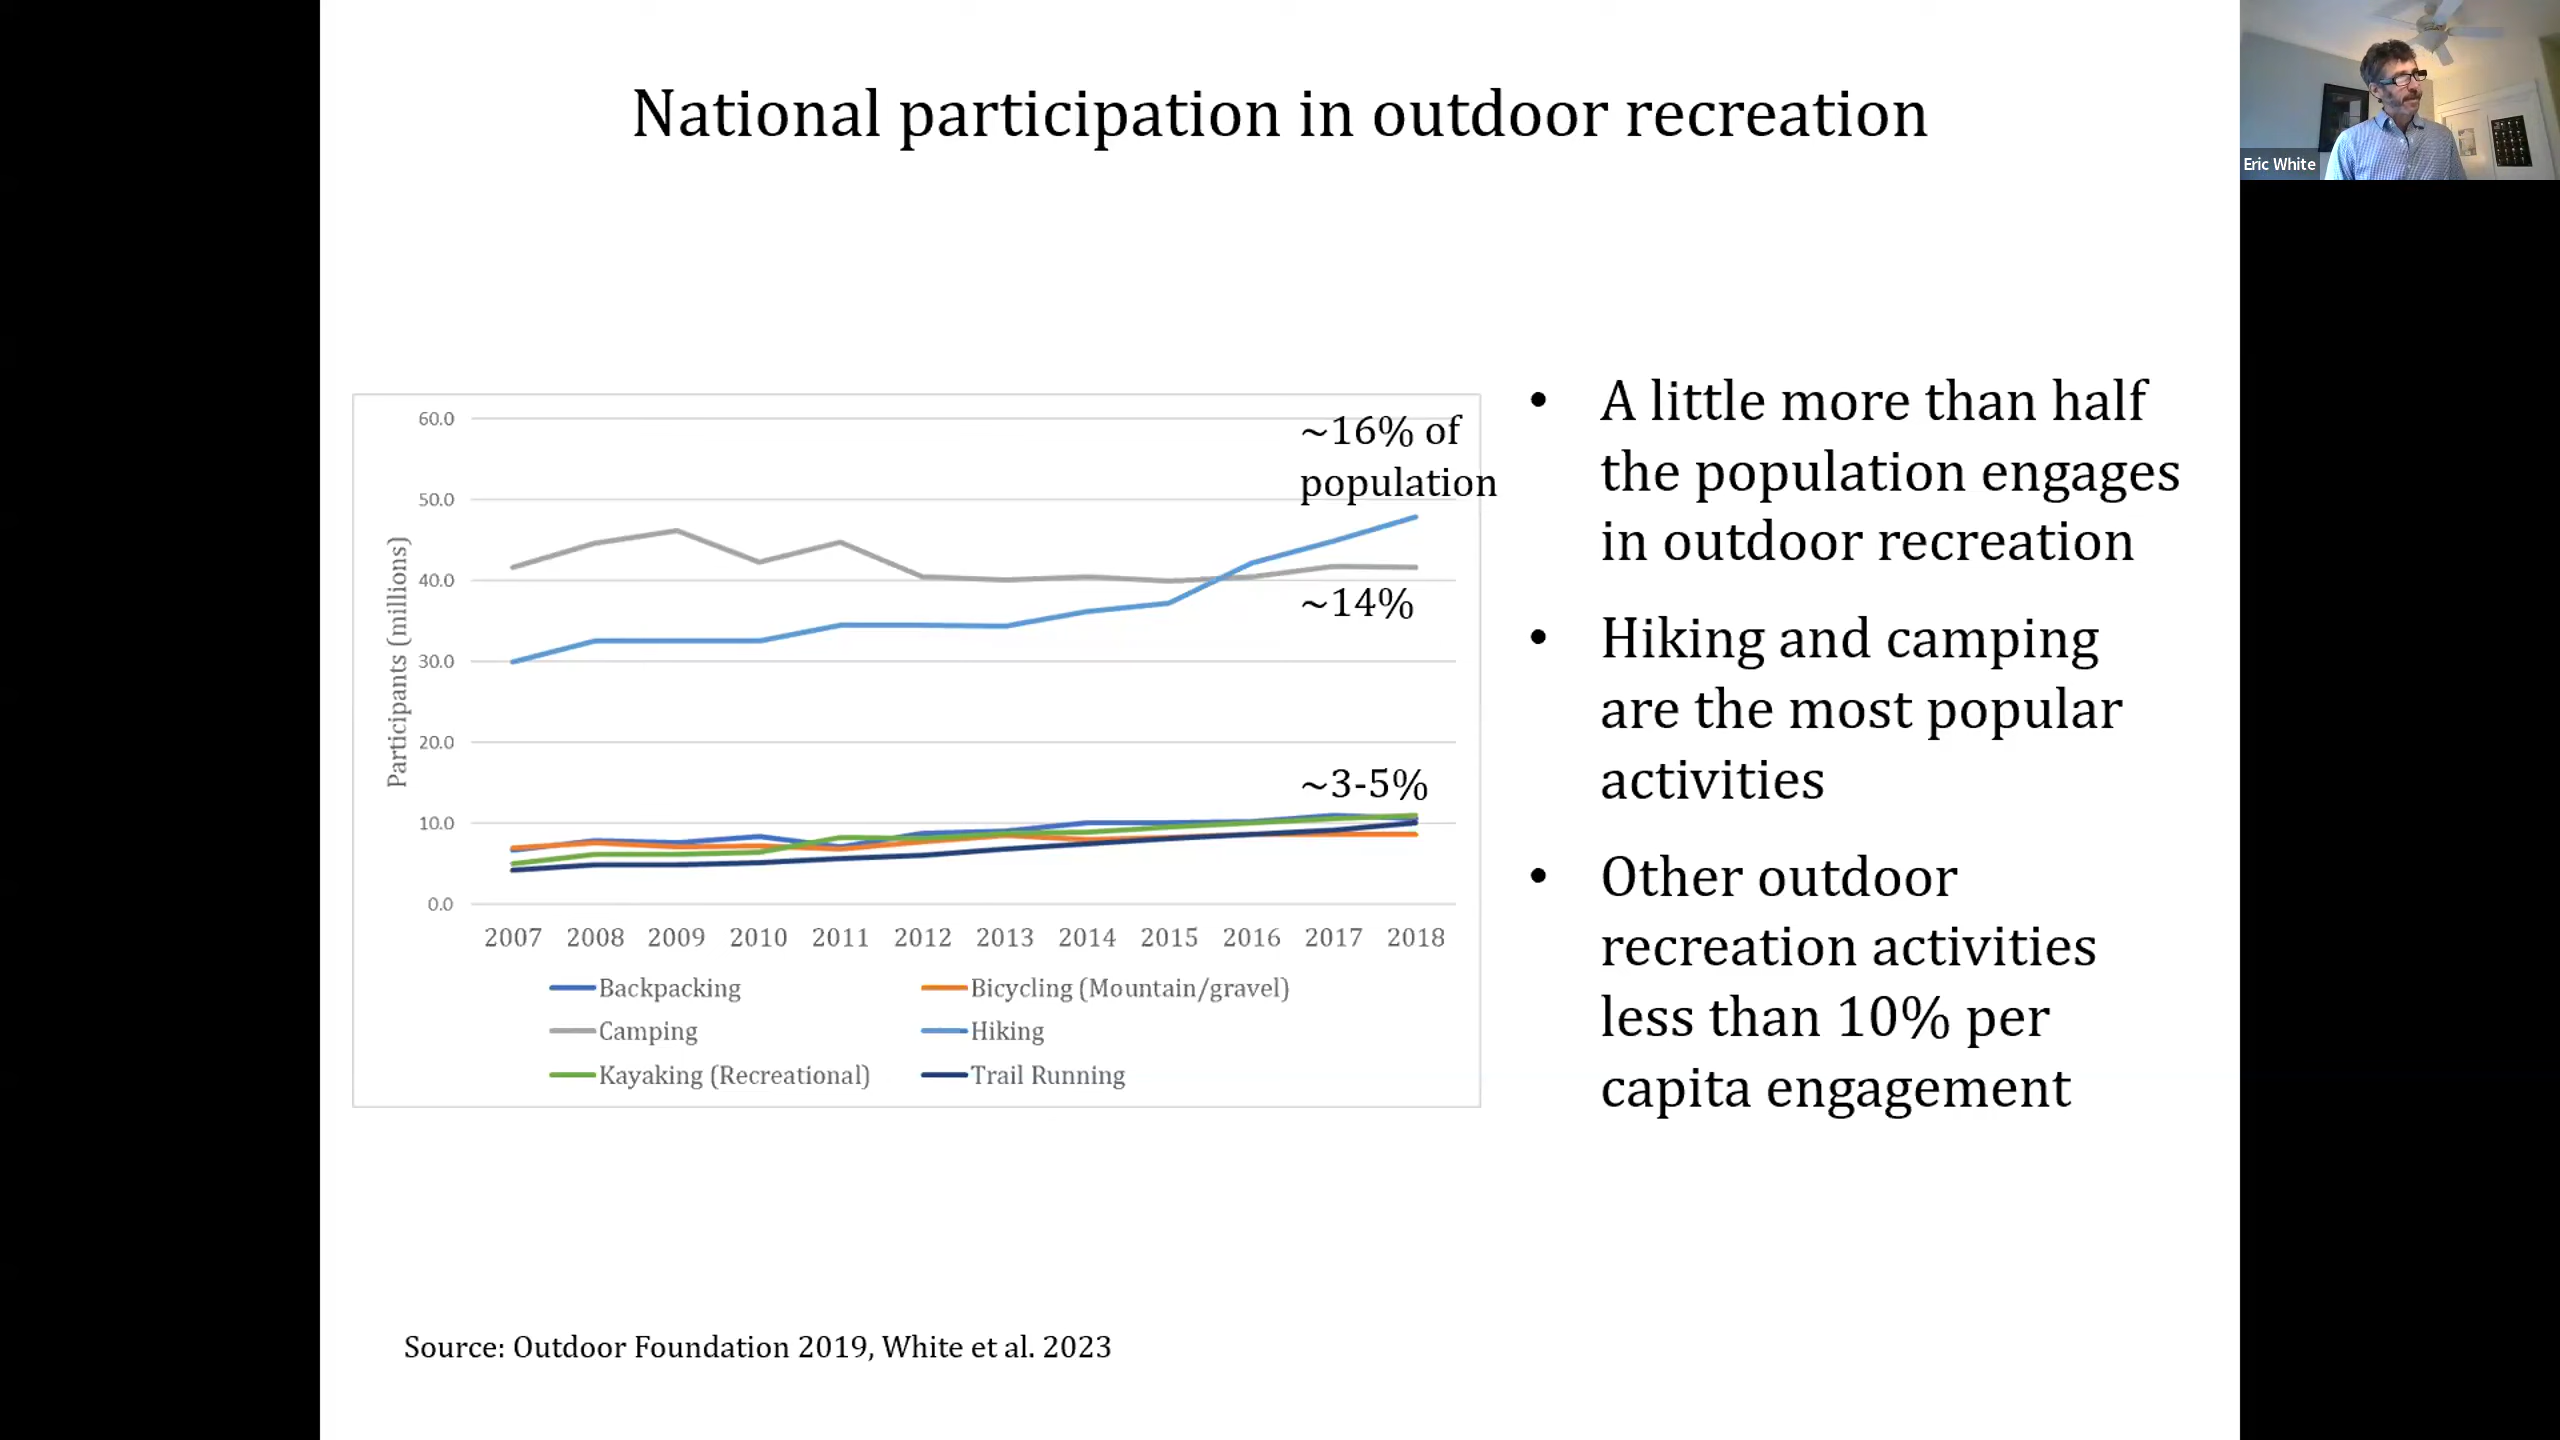 National participation in outdoor recreation
Eric White
60.0
50.0
40.0
30.0
20.0
10.0
0.0
Participants (millions)
~16% of
population
~14%
~3-5%
2007 2008 2009 2010 2011 2012 2013 2014 2015 2016 2017 2018
Backpacking Bicycling (Mountain/gravel)
Camping Hiking
Kayaking (Recreational) Trail Running
• A little more than half
the population engages
in outdoor recreation
• Hiking and camping
are the most popular
activities
• Other outdoor
recreation activities
less than 10% per
capita engagement
Source: Outdoor Foundation 2019, White et al. 2023